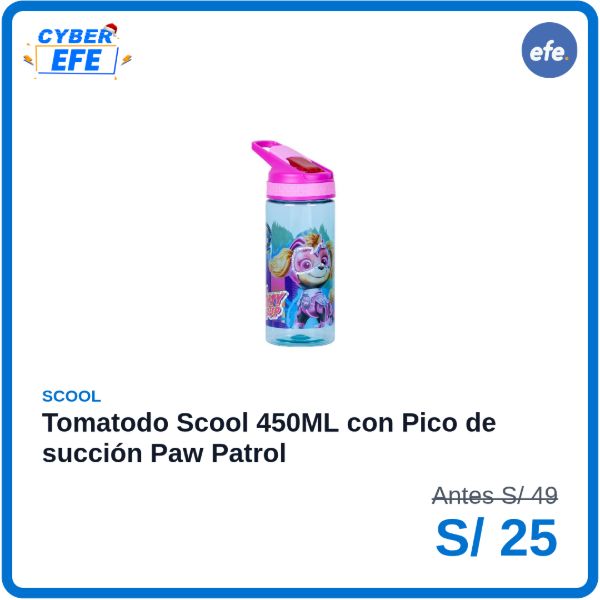 CYBER
EFE
efe.
SCOOL
Tomatodo Scool 450ML con Pico de
succión Paw Patrol
Antes S/ 49
S/ 25